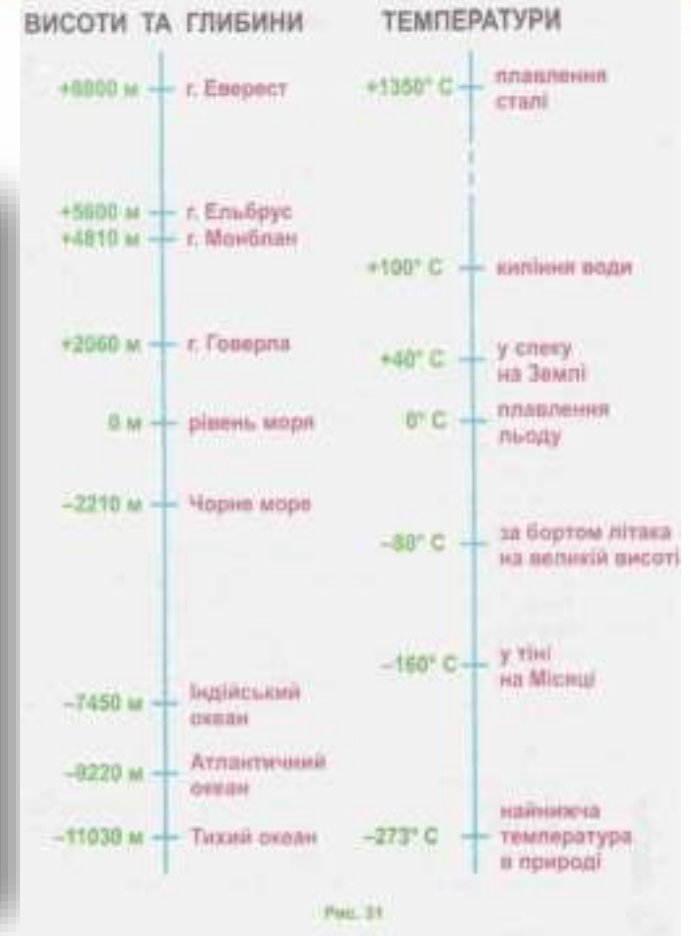 ВИСОТИ ТА ГЛИБИНИ
+8800 м г. Еверест
+5600 м г. Ельбрус
+4810 м г. Монблан
+2060 м г. Говерла
0 м рівень моря
–2210 м Чорне море
–7450 м Індійський
океан
–9220 м Атлантичний
океан
–11030 м Тихий океан
ТЕМПЕРАТУРИ
+1350° С плавлення
сталі
+100° С кипіння води
+40° С у спеку
на Землі
0° С плавлення
льоду
–80° С за бортом літака
на великій висоті
–160° С у тіні
на Місяці
–273° С найнижча
температура
в природі
Рис. 31